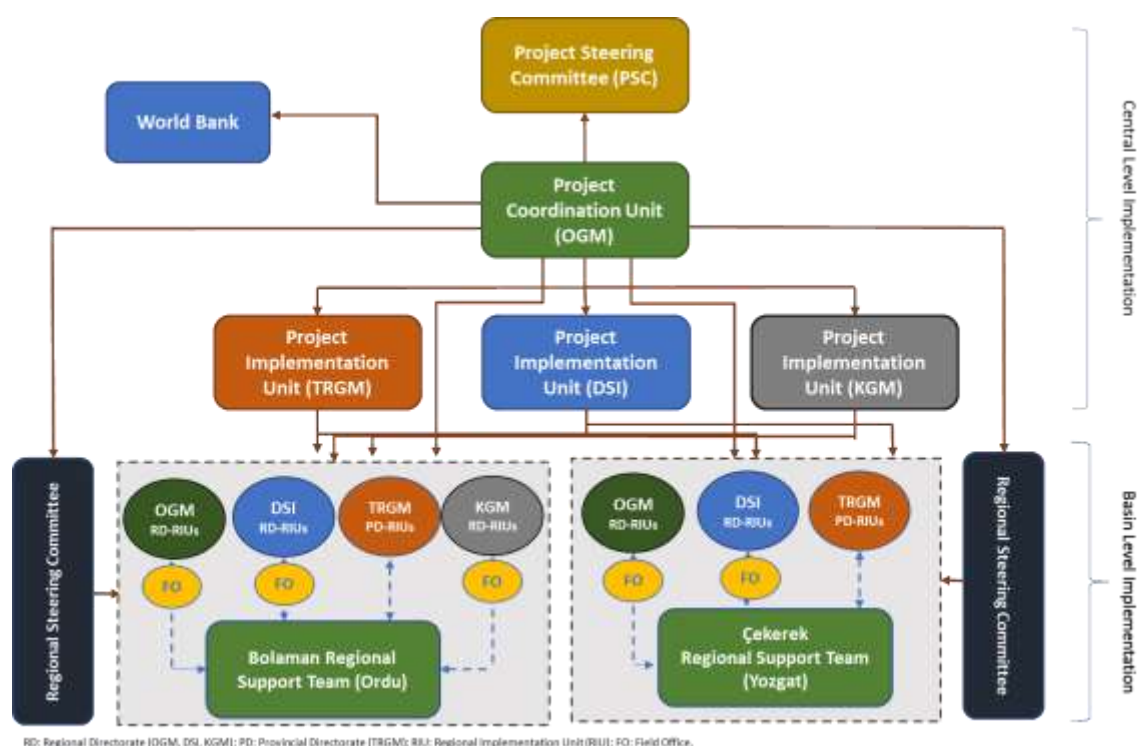 Project Steering
Committee (PSC)
World Bank
Project
Coordination Unit
(OGM)
Central Level Implementation
Project
Implementation
Unit (TRGM)
Project
Implementation
Unit (DSI)
Project
Implementation
Unit (KGM)
Regional Steering Committee
OGM
RD-RIUs
DSI
RD-RIUs
TRGM
PD-RIUs
KGM
RD-RIUs
FO
FO
FO
Bolaman Regional
Support Team (Ordu)
OGM
RD-RIUs
DSI
RD-RIUs
TRGM
PD-RIUs
FO
FO
Çekerek
Regional Support Team
(Yozgat)
Regional Steering Committee
Basin Level Implementation
RD: Regional Directorate (OGM, DSI, KGM); PD: Provincial Directorate (TRGM); RIU: Regional Implementation Unit (RIU); FO: Field Office.